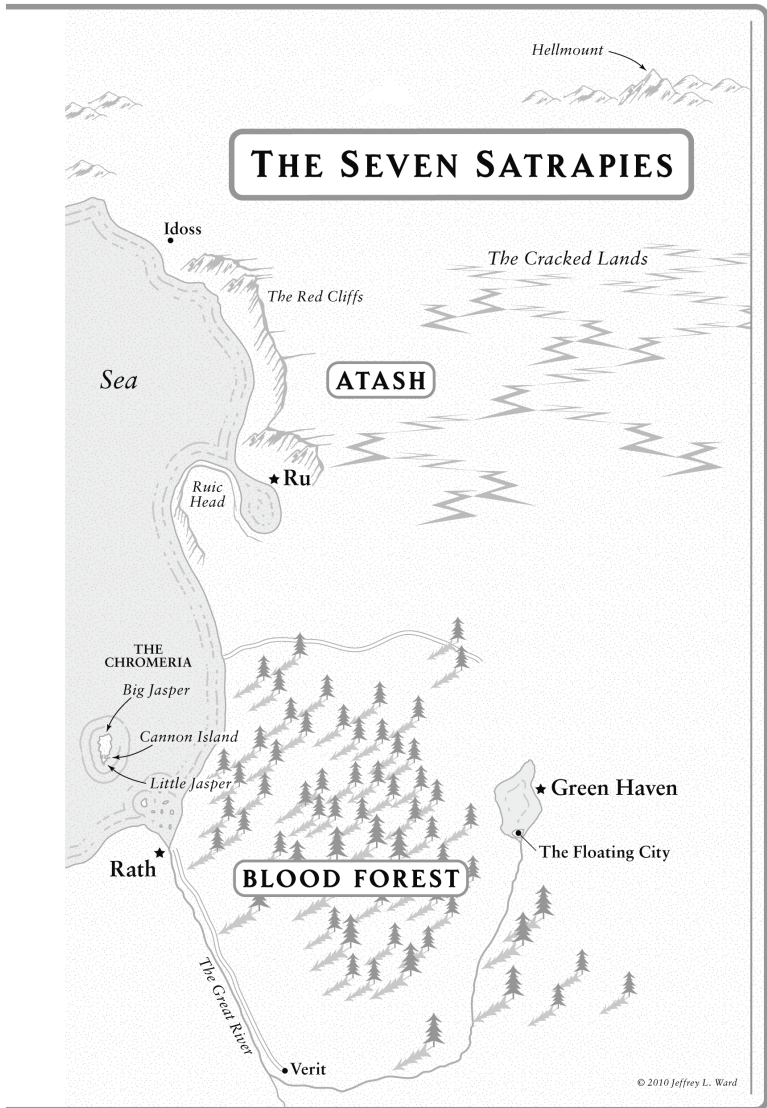 Hellmount
THE SEVEN SATRAPIES
Idoss
The Cracked Lands
The Red Cliffs
Sea
ATASH
Ru
Ruic
Head
THE
CHROMERIA
Big Jasper
Cannon Island
Little Jasper
Green Haven
The Floating City
Rath
BLOOD FOREST
The Great River
Verit
© 2010 Jeffrey L. Ward